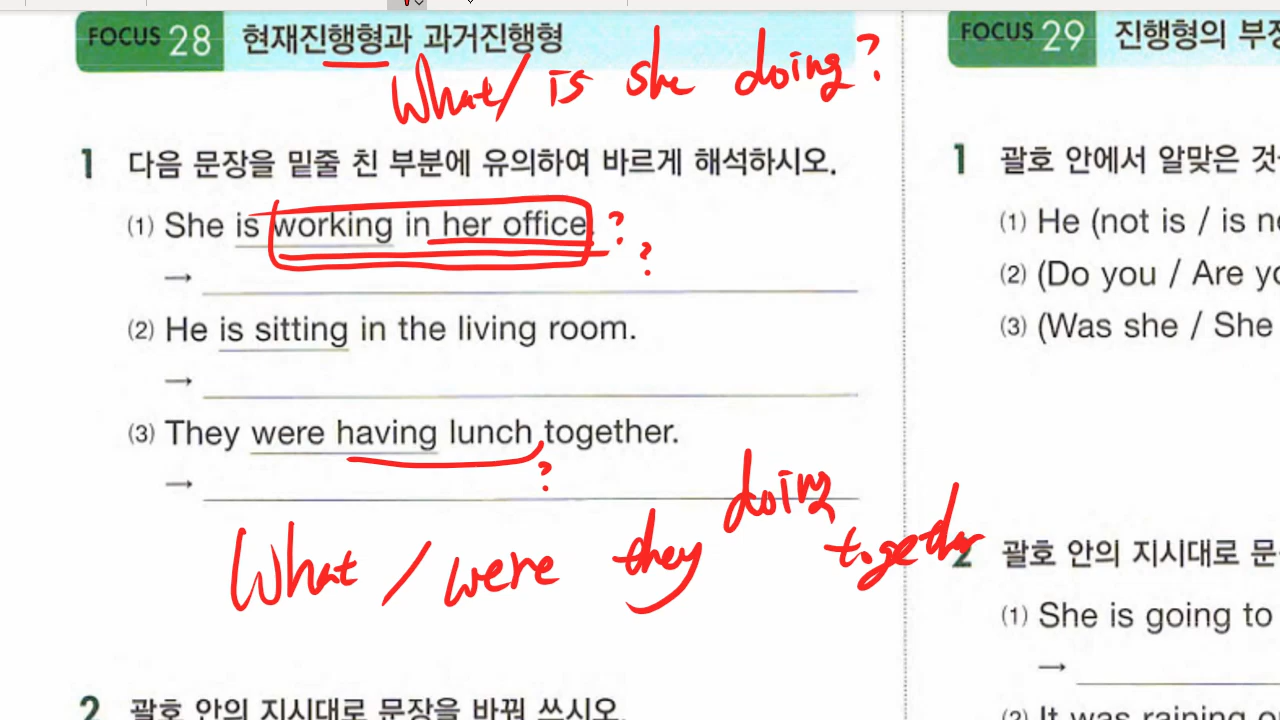 FOCUS 28 현재진행형과 과거진행형
What / is she doing?
1 다음 문장을 밑줄 친 부분에 유의하여 바르게 해석하시오.
(1) She is working in her office. ?
→ ?
(2) He is sitting in the living room.
→
(3) They were having lunch together.
→ ?
What / were they doing together
2 괄호 안의 지시대로 문장을 바꿔 쓰시오.
FOCUS 29 진행형의 부정
1 괄호 안에서 알맞은 것
(1) He (not is / is no
(2) (Do you / Are yo
(3) (Was she / She
2 괄호 안의 지시대로 문
(1) She is going to
→
(2) It was raining o